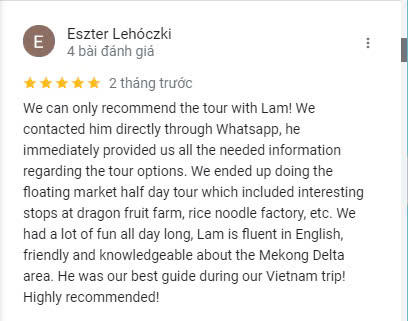 E
Eszter Lehóczki
4 bài đánh giá
2 tháng trước
We can only recommend the tour with Lam! We
contacted him directly through Whatsapp, he
immediately provided us all the needed information
regarding the tour options. We ended up doing the
floating market half day tour which included interesting
stops at dragon fruit farm, rice noodle factory, etc. We
had a lot of fun all day long, Lam is fluent in English,
friendly and knowledgeable about the Mekong Delta
area. He was our best guide during our Vietnam trip!
Highly recommended!